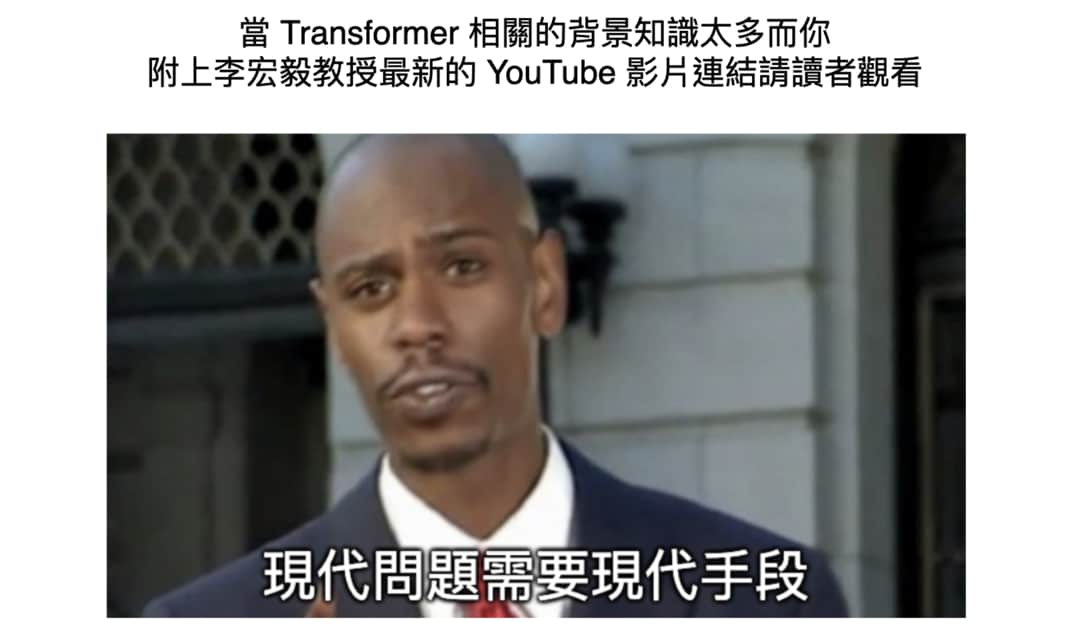 當 Transformer 相關的背景知識太多而你
附上李宏毅教授最新的 YouTube 影片連結請讀者觀看
現代問題需要現代手段